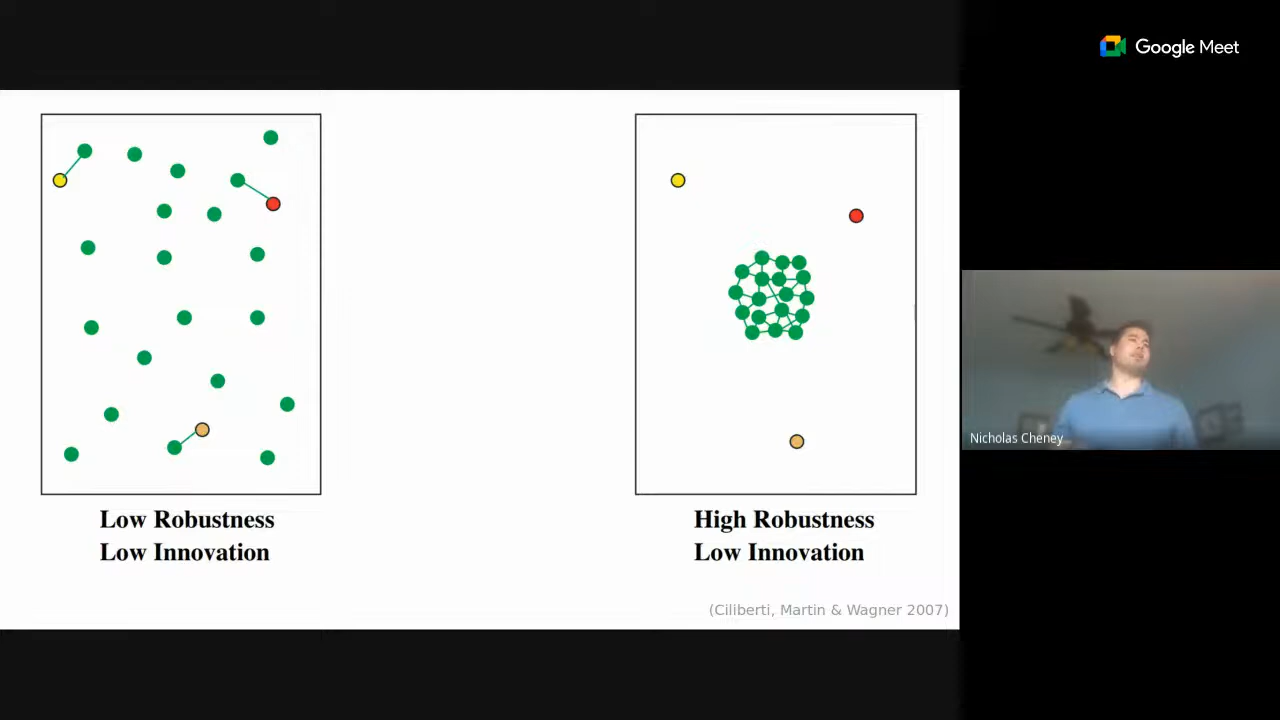 Google Meet
Low Robustness
Low Innovation
High Robustness
Low Innovation
(Ciliberti, Martin & Wagner 2007)
Nicholas Cheney